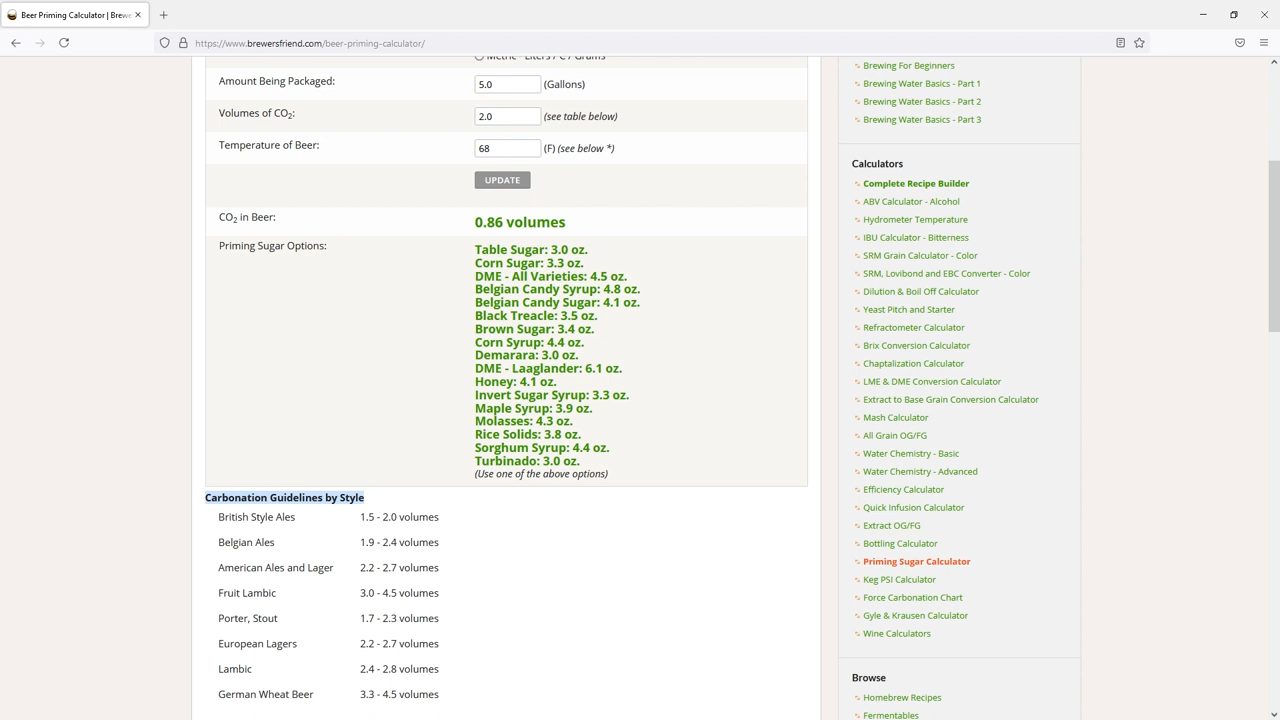 Beer Priming Calculator | Brewe
https://www.brewersfriend.com/beer-priming-calculator/
Metric - Liters / C / Grams
Amount Being Packaged: 5.0 (Gallons)
Volumes of CO2: 2.0 (see table below)
Temperature of Beer: 68 (F) (see below *)
UPDATE
CO2 in Beer: 0.86 volumes
Priming Sugar Options:
Table Sugar: 3.0 oz.
Corn Sugar: 3.3 oz.
DME - All Varieties: 4.5 oz.
Belgian Candy Syrup: 4.8 oz.
Belgian Candy Sugar: 4.1 oz.
Black Treacle: 3.5 oz.
Brown Sugar: 3.4 oz.
Corn Syrup: 4.4 oz.
Demarara: 3.0 oz.
DME - Laaglander: 6.1 oz.
Honey: 4.1 oz.
Invert Sugar Syrup: 3.3 oz.
Maple Syrup: 3.9 oz.
Molasses: 4.3 oz.
Rice Solids: 3.8 oz.
Sorghum Syrup: 4.4 oz.
Turbinado: 3.0 oz.
(Use one of the above options)
Carbonation Guidelines by Style
British Style Ales 1.5 - 2.0 volumes
Belgian Ales 1.9 - 2.4 volumes
American Ales and Lager 2.2 - 2.7 volumes
Fruit Lambic 3.0 - 4.5 volumes
Porter, Stout 1.7 - 2.3 volumes
European Lagers 2.2 - 2.7 volumes
Lambic 2.4 - 2.8 volumes
German Wheat Beer 3.3 - 4.5 volumes
Brewing For Beginners
Brewing Water Basics - Part 1
Brewing Water Basics - Part 2
Brewing Water Basics - Part 3
Calculators
Complete Recipe Builder
ABV Calculator - Alcohol
Hydrometer Temperature
IBU Calculator - Bitterness
SRM Grain Calculator - Color
SRM, Lovibond and EBC Converter - Color
Dilution & Boil Off Calculator
Yeast Pitch and Starter
Refractometer Calculator
Brix Conversion Calculator
Chaptalization Calculator
LME & DME Conversion Calculator
Extract to Base Grain Conversion Calculator
Mash Calculator
All Grain OG/FG
Water Chemistry - Basic
Water Chemistry - Advanced
Efficiency Calculator
Quick Infusion Calculator
Extract OG/FG
Bottling Calculator
Priming Sugar Calculator
Keg PSI Calculator
Force Carbonation Chart
Gyle & Krausen Calculator
Wine Calculators
Browse
Homebrew Recipes
Fermentables